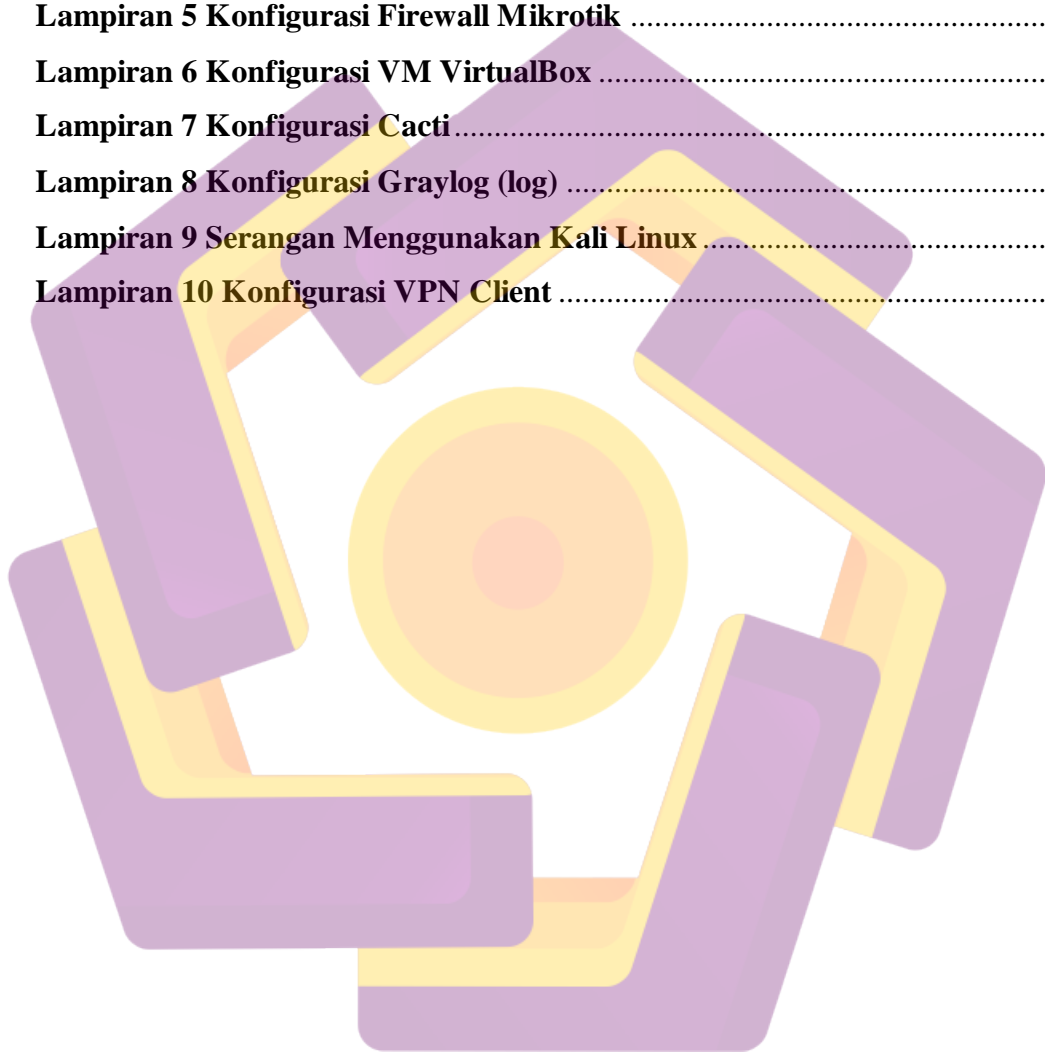 Lampiran 5 Konfigurasi Firewall Mikrotik ....................................................
Lampiran 6 Konfigurasi VM VirtualBox ........................................................
Lampiran 7 Konfigurasi Cacti..........................................................................
Lampiran 8 Konfigurasi Graylog (log) ............................................................
Lampiran 9 Serangan Menggunakan Kali Linux ...........................................
Lampiran 10 Konfigurasi VPN Client .............................................................